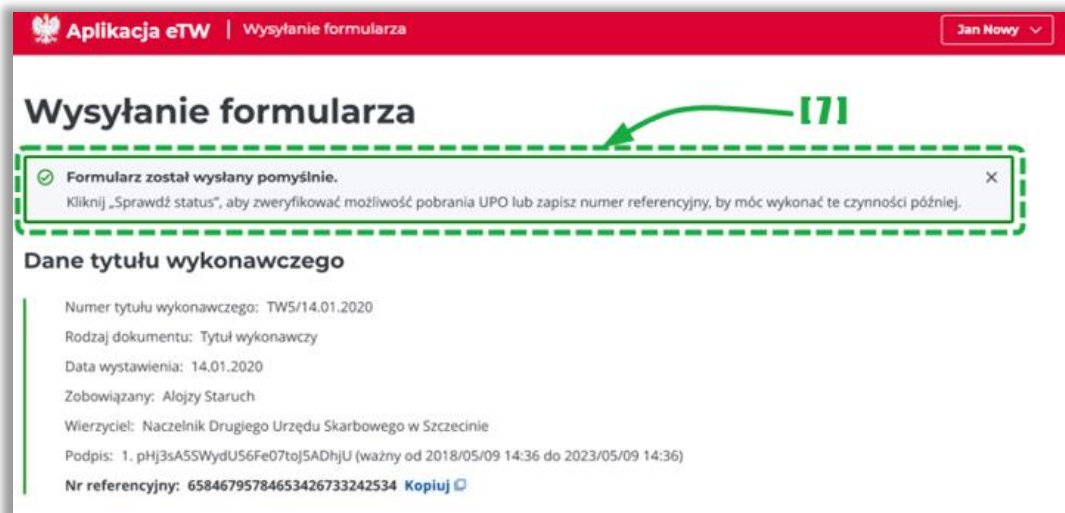 Aplikacja eTW | Wysyłanie formularza
Jan Nowy
Wysyłanie formularza
[7]
Formularz został wysłany pomyślnie.
Kliknij „Sprawdź status”, aby zweryfikować możliwość pobrania UPO lub zapisz numer referencyjny, by móc wykonać te czynności później.
Dane tytułu wykonawczego
Numer tytułu wykonawczego: TW5/14.01.2020
Rodzaj dokumentu: Tytuł wykonawczy
Data wystawienia: 14.01.2020
Zobowiązany: Alojzy Staruch
Wierzyciel: Naczelnik Drugiego Urzędu Skarbowego w Szczecinie
Podpis: 1. pHj3sA5SWydU56Fe07toJ5ADhjU (ważny od 2018/05/09 14:36 do 2023/05/09 14:36)
Nr referencyjny: 65846795784653426733242534 Kopiuj